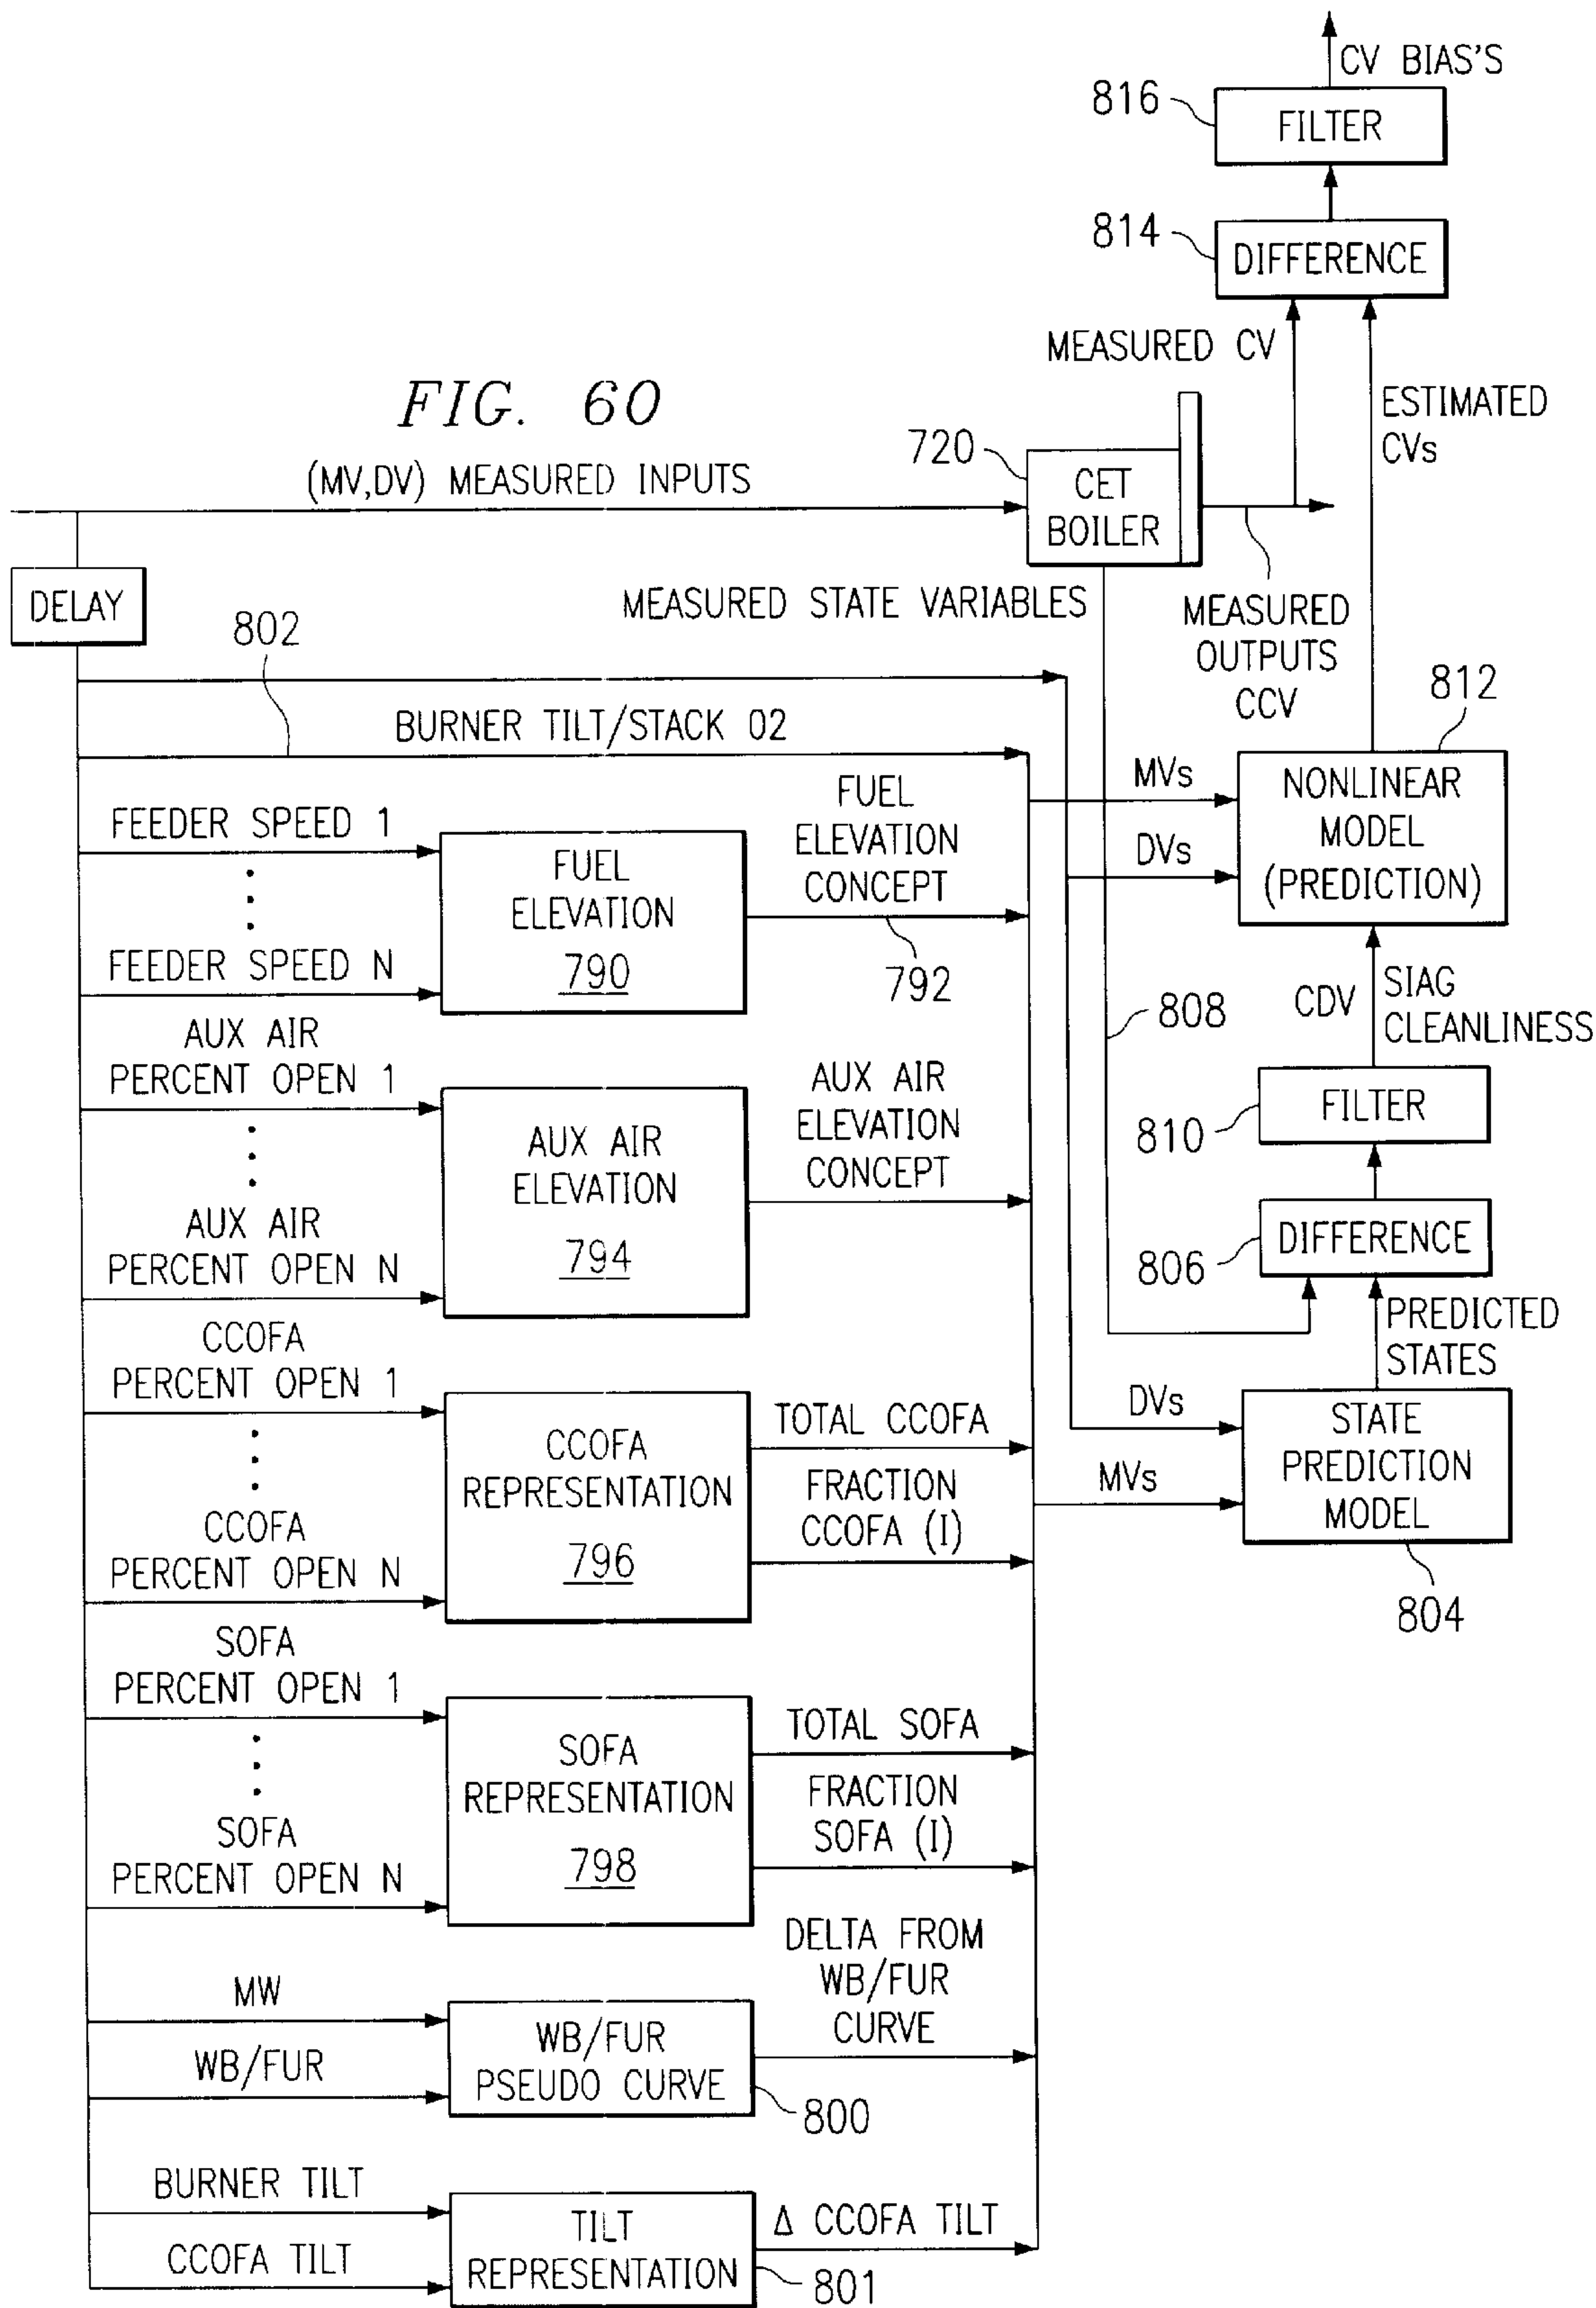 CV BIAS'S
816
FILTER
814
DIFFERENCE
MEASURED CV
FIG. 60
ESTIMATED
CVs
720
(MV,DV) MEASURED INPUTS
CET
BOILER
DELAY
MEASURED STATE VARIABLES
MEASURED
OUTPUTS
CCV
802
812
BURNER TILT/STACK O2
MVs
NONLINEAR
MODEL
(PREDICTION)
DVs
FEEDER SPEED 1
FUEL
ELEVATION
790
FUEL
ELEVATION
CONCEPT
FEEDER SPEED N
792
808
CDV
SIAG
CLEANLINESS
AUX AIR
PERCENT OPEN 1
AUX AIR
ELEVATION
794
AUX AIR
ELEVATION
CONCEPT
810
FILTER
AUX AIR
PERCENT OPEN N
806
DIFFERENCE
PREDICTED
STATES
CCOFA
PERCENT OPEN 1
CCOFA
REPRESENTATION
796
TOTAL CCOFA
FRACTION
CCOFA (I)
DVs
MVs
STATE
PREDICTION
MODEL
804
CCOFA
PERCENT OPEN N
SOFA
PERCENT OPEN 1
SOFA
REPRESENTATION
798
TOTAL SOFA
FRACTION
SOFA (I)
SOFA
PERCENT OPEN N
MW
WB/FUR
WB/FUR
PSEUDO CURVE
800
DELTA FROM
WB/FUR
CURVE
BURNER TILT
CCOFA TILT
TILT
REPRESENTATION
801
Δ CCOFA TILT